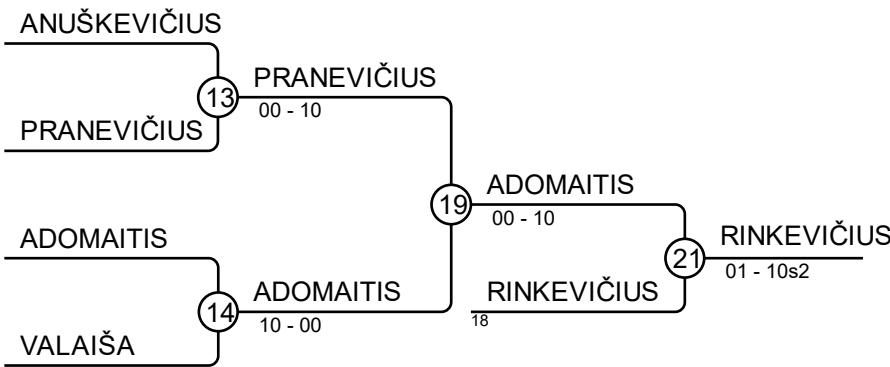 ANUŠKEVIČIUS
13
PRANEVIČIUS
00 - 10
PRANEVIČIUS
19
ADOMAITIS
00 - 10
ADOMAITIS
14
ADOMAITIS
10 - 00
VALAIŠA
21
RINKEVIČIUS
01 - 10s2
RINKEVIČIUS
18